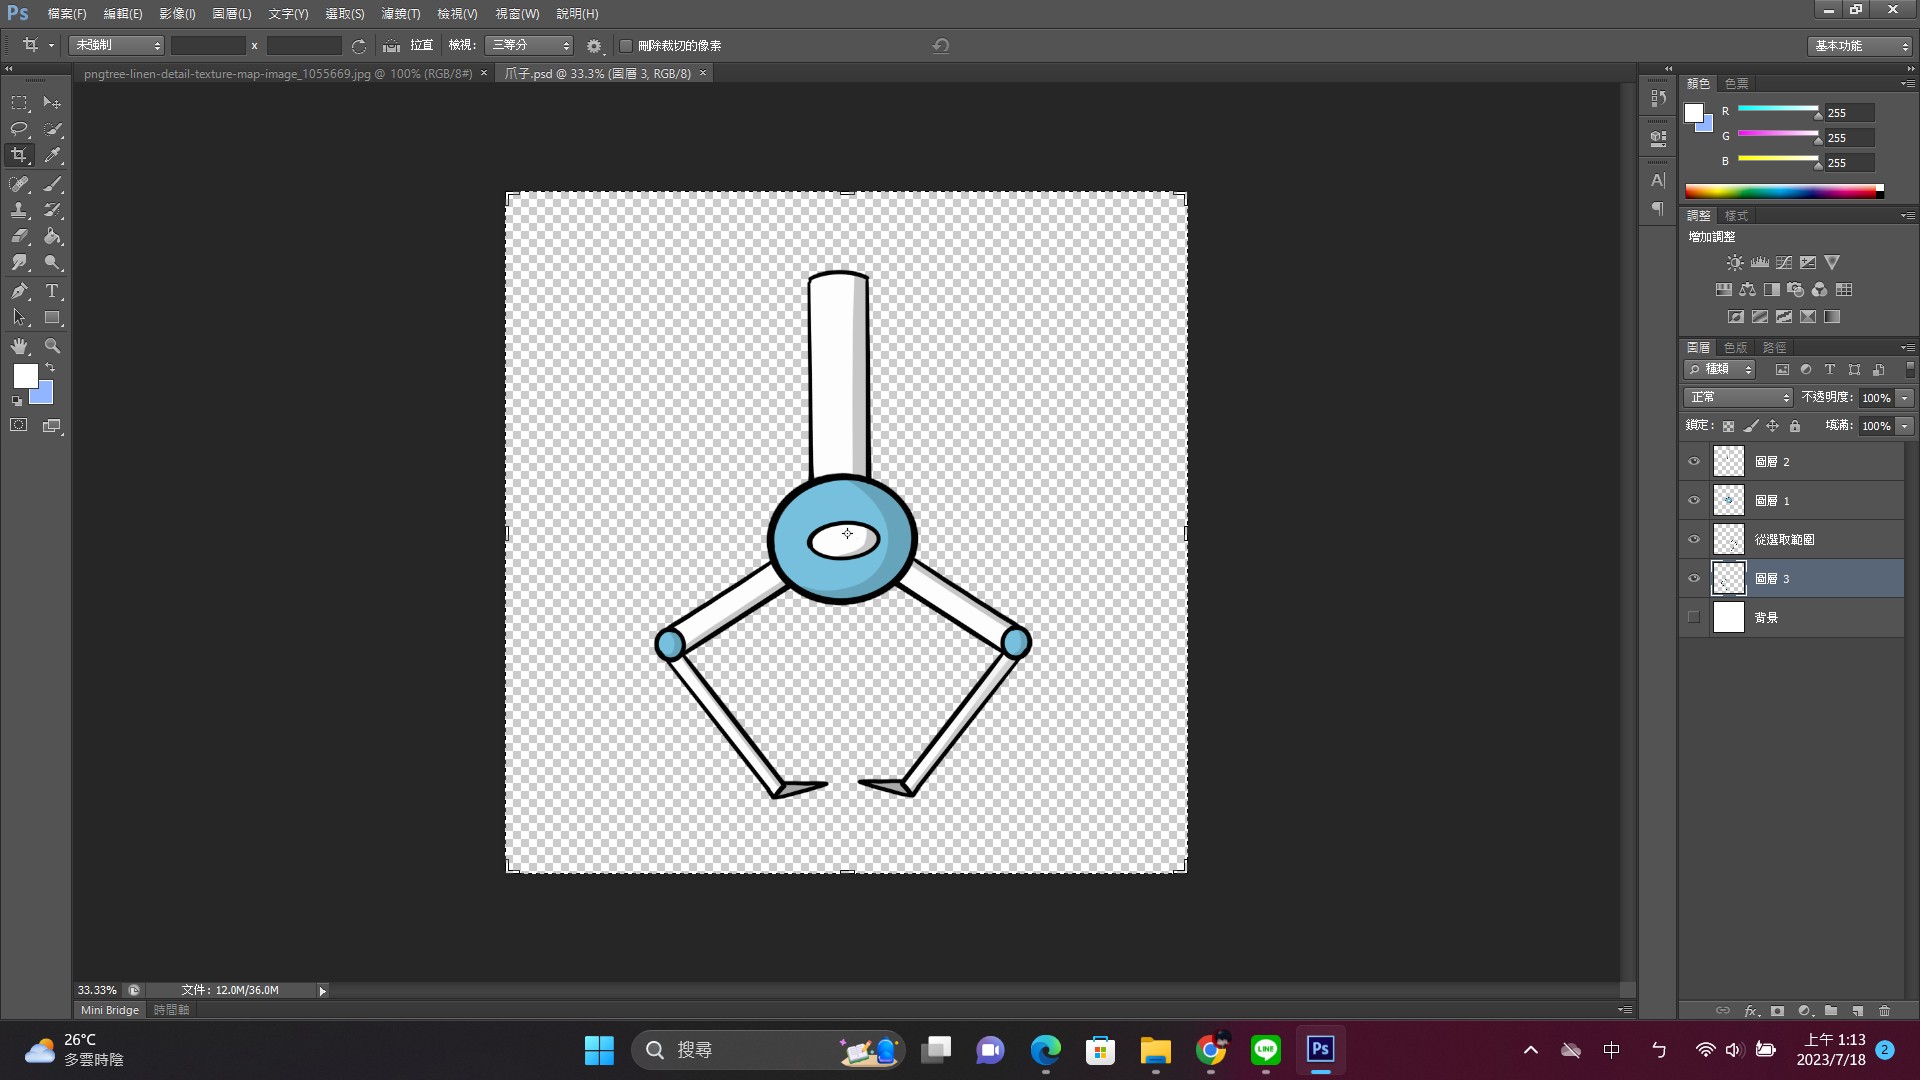 Ps 檔案(F) 編輯(E) 影像(I) 圖層(L) 文字(Y) 選取(S) 濾鏡(T) 檢視(V) 視窗(W) 說明(H)
未強制 x 拉直 檢視: 三等分 刪除裁切的像素 基本功能
pngtree-linen-detail-texture-map-image_1055669.jpg @ 100% (RGB/8#) × 爪子.psd @ 33.3% (圖層 3, RGB/8) ×
顏色 色票
R 255
G 255
B 255
調整 樣式
增加調整
圖層 色版 路徑
種類
正常 不透明度: 100%
鎖定: 填滿: 100%
圖層 2
圖層 1
從選取範圍
圖層 3
背景
33.33% 文件: 12.0M/36.0M
Mini Bridge 時間軸
26°C
多雲時陰
搜尋
LINE
Ps
中
ㄅ
上午 1:13
2023/7/18
2